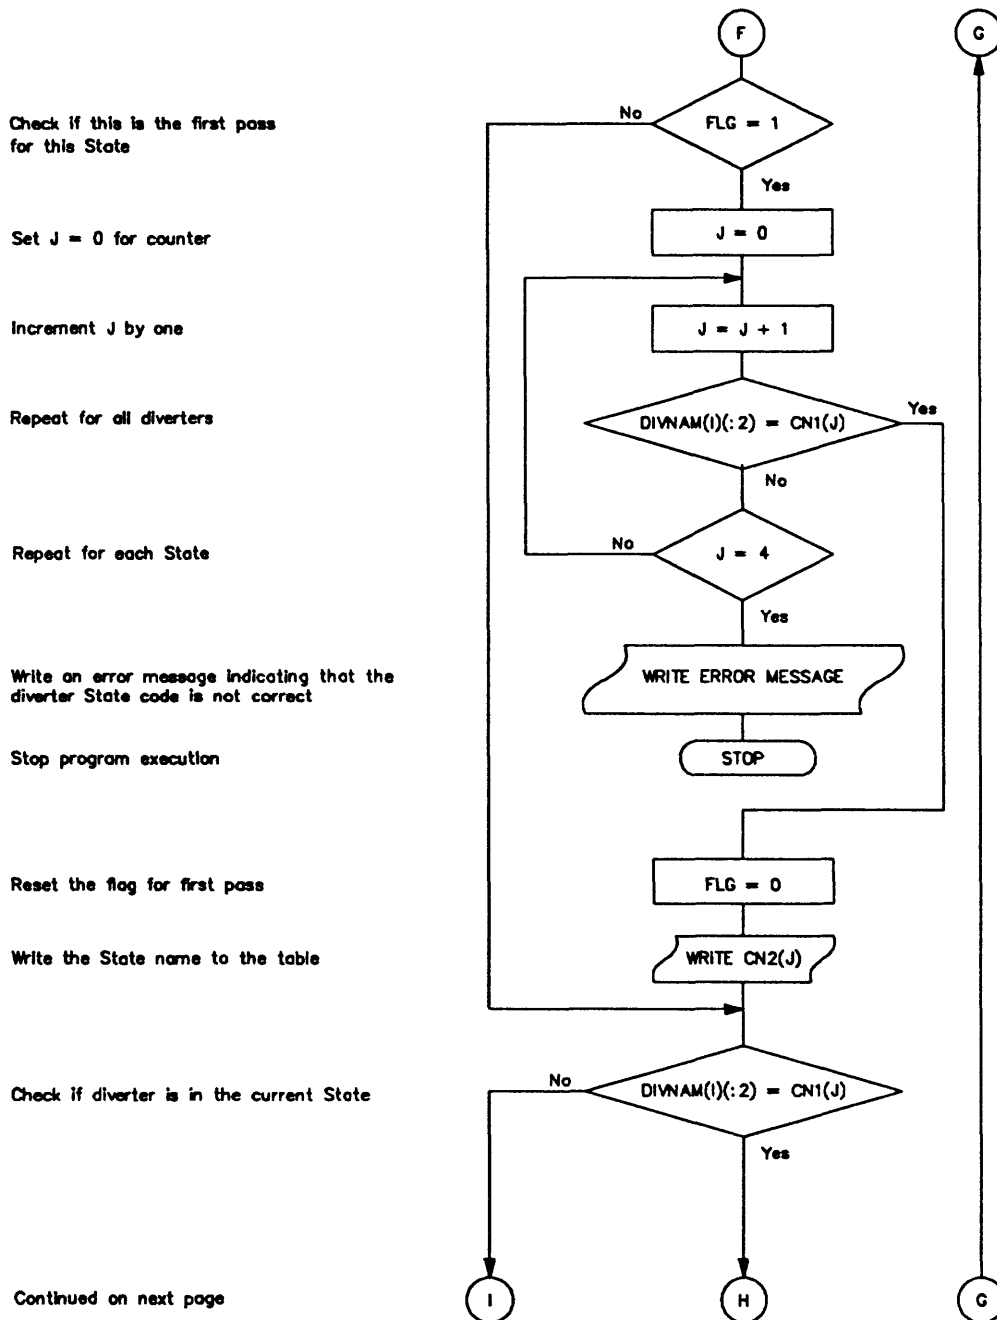 F
G
Check if this is the first pass
for this State
No
FLG = 1
Yes
Set J = 0 for counter
J = 0
Increment J by one
J = J + 1
Repeat for all diverters
DIVNAM(I)(:2) = CN1(J)
Yes
No
Repeat for each State
No
J = 4
Yes
Write an error message indicating that the
diverter State code is not correct
WRITE ERROR MESSAGE
Stop program execution
STOP
Reset the flag for first pass
FLG = 0
Write the State name to the table
WRITE CN2(J)
Check if diverter is in the current State
No
DIVNAM(I)(:2) = CN1(J)
Yes
Continued on next page
I
H
G